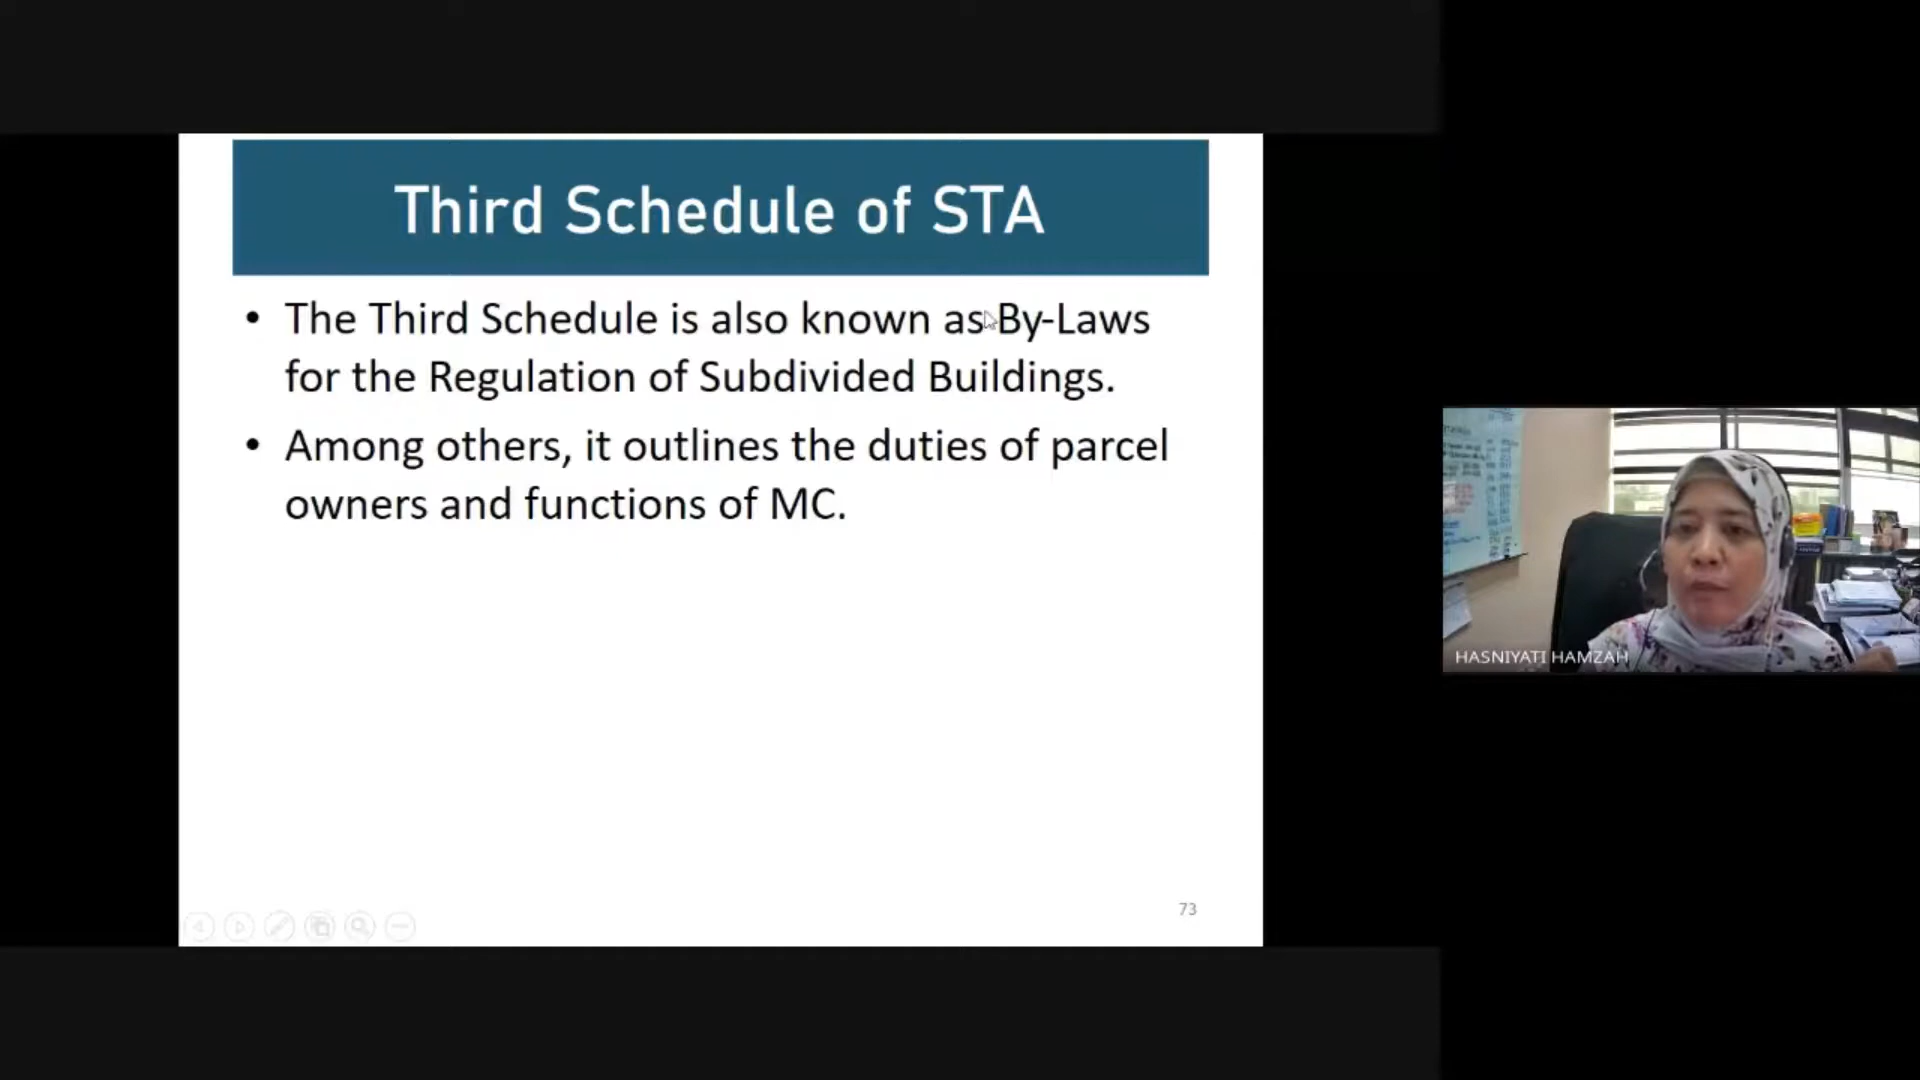 Third Schedule of STA
• The Third Schedule is also known as By-Laws
for the Regulation of Subdivided Buildings.
• Among others, it outlines the duties of parcel
owners and functions of MC.
73
HASNIYATI HAMZAH